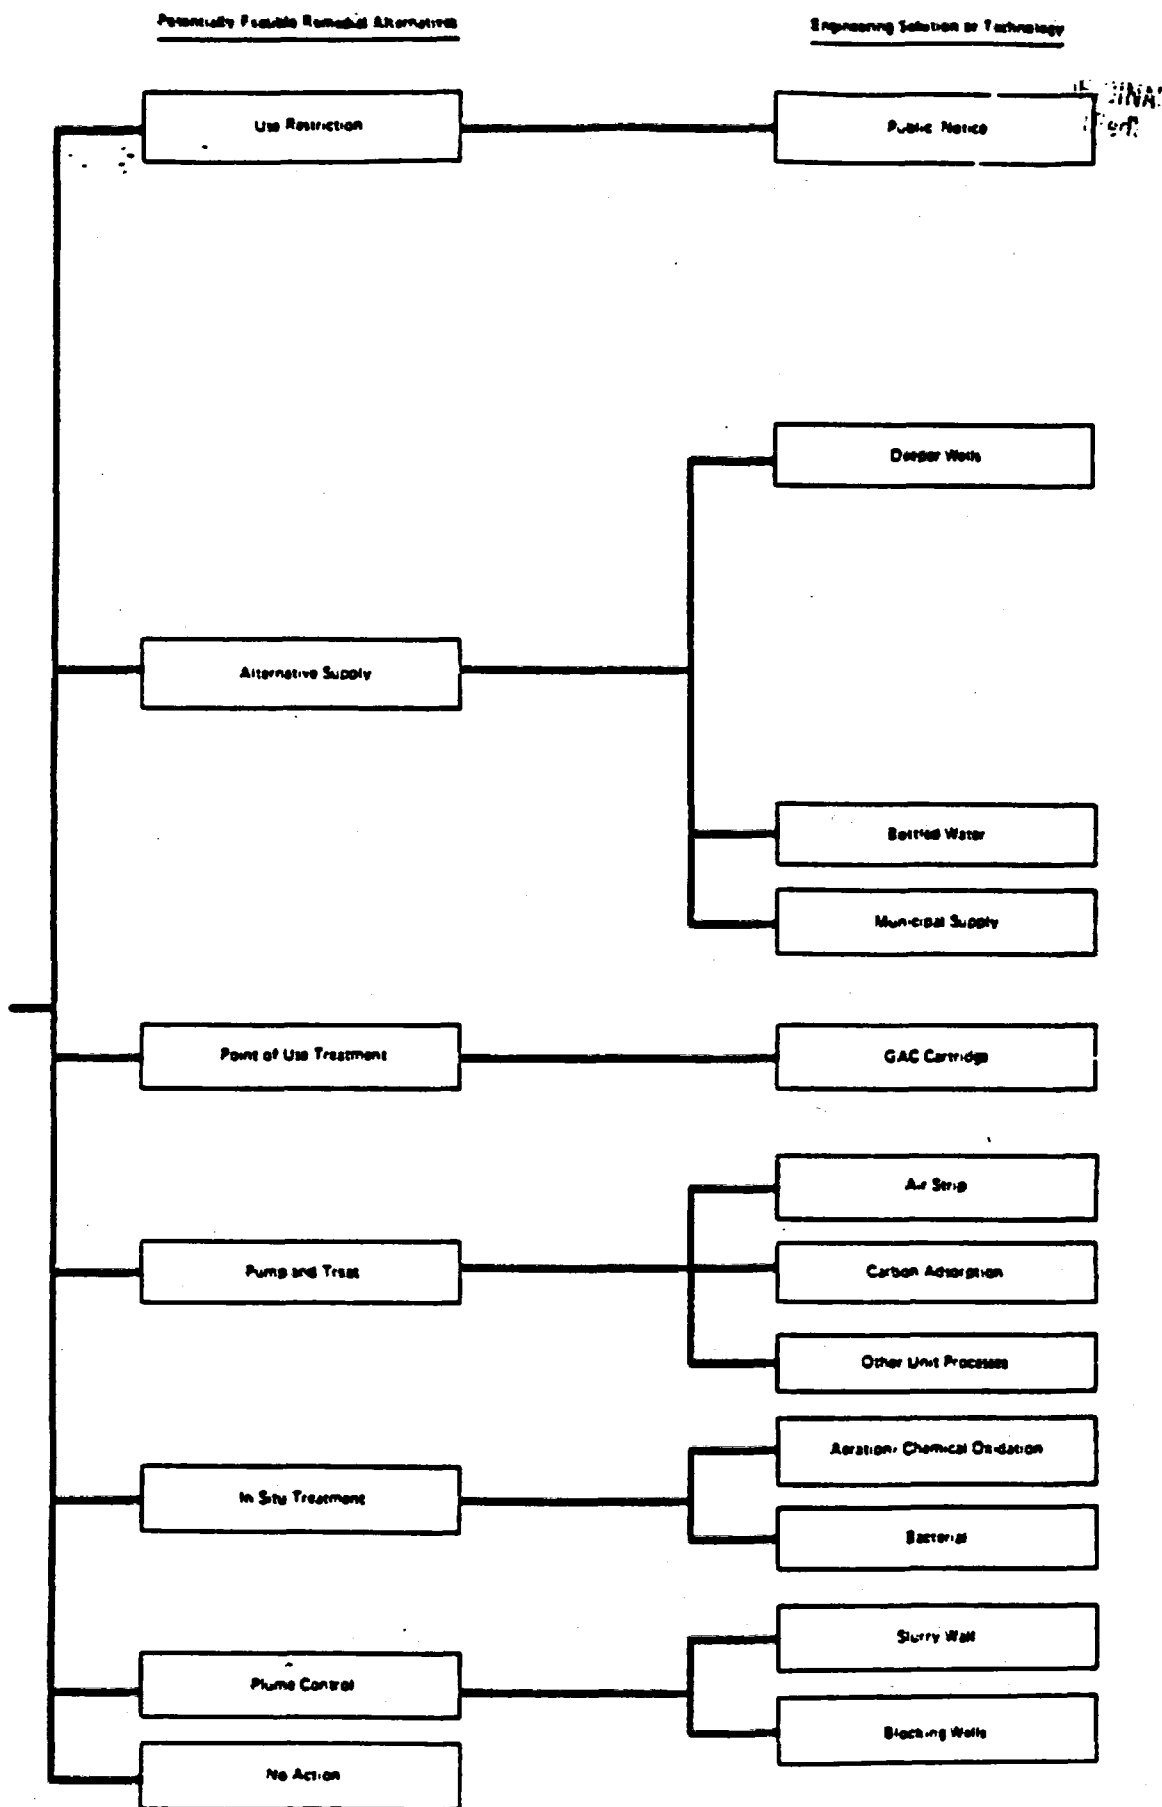 Potentially Feasible Remedial Alternatives
Engineering Solution or Technology
Use Restriction
Public Notice
Deeper Wells
Alternative Supply
Bottled Water
Municipal Supply
Point of Use Treatment
GAC Cartridge
Air Strip
Pump and Treat
Carbon Adsorption
Other Unit Processes
Aeration/Chemical Oxidation
In Situ Treatment
Bacterial
Slurry Wall
Plume Control
Blocking Wells
No Action